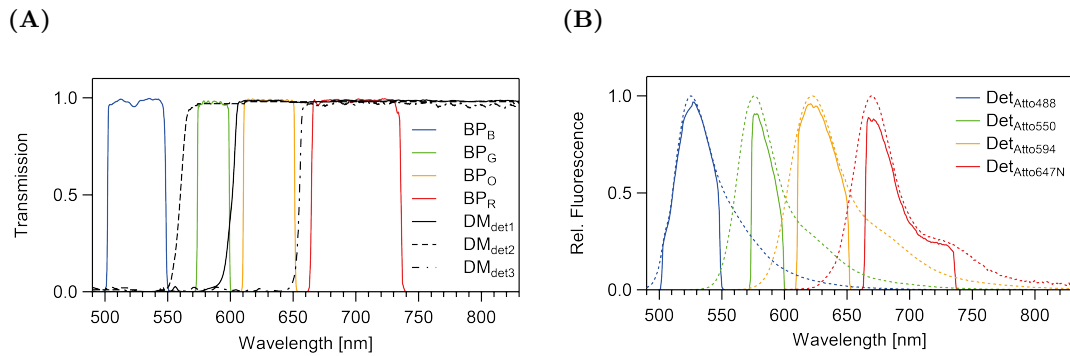 (A)
Transmission
1.0
0.5
0.0
500 550 600 650 700 750 800
Wavelength [nm]
BP_B
BP_G
BP_O
BP_R
DM_det1
DM_det2
DM_det3
(B)
Rel. Fluorescence
1.0
0.5
0.0
500 550 600 650 700 750 800
Wavelength [nm]
Det_Atto488
Det_Atto550
Det_Atto594
Det_Atto647N